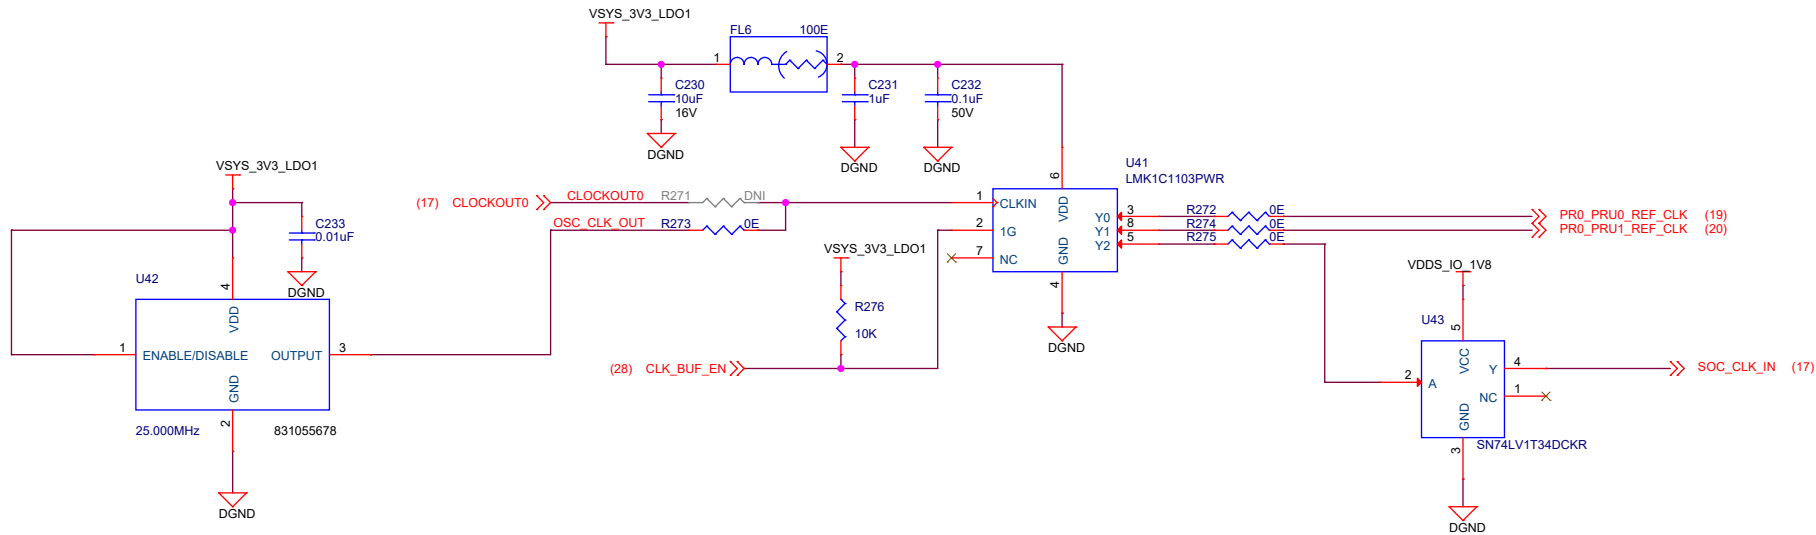 VSYS_3V3_LDO1
FL6 100E
1 2
C230
10uF
16V
C231
1uF
C232
0.1uF
50V
DGND
DGND
DGND
VSYS_3V3_LDO1
C233
0.01uF
DGND
U42
4
VDD
1 ENABLE/DISABLE OUTPUT 3
GND
2
25.000MHz 831055678
DGND
(17) CLOCKOUT0 CLOCKOUT0 R271 DNI
OSC_CLK_OUT R273 0E
VSYS_3V3_LDO1
R276
10K
(28) CLK_BUF_EN
U41
LMK1C1103PWR
6
1 CLKIN VDD
2 1G
7 NC GND
Y0 3
Y1 8
Y2 5
4
DGND
R272 0E PR0_PRU0_REF_CLK (19)
R274 0E PR0_PRU1_REF_CLK (20)
R275 0E
VDDS_IO_1V8
U43
5
VCC
2 A Y 4
NC 1
GND
3
SN74LV1T34DCKR
SOC_CLK_IN (17)
DGND